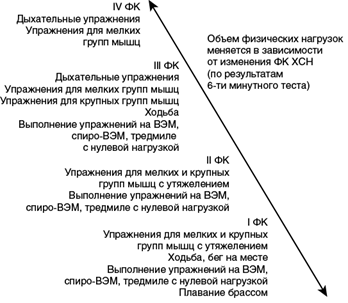 IV ФК
Дыхательные упражнения
Упражнения для мелких
групп мышц
Объем физических нагрузок
меняется в зависимости
от изменения ФК ХСН
(по результатам
6-ти минутного теста)
III ФК
Дыхательные упражнения
Упражнения для мелких групп мышц
Упражнения для крупных групп мышц
Ходьба
Выполнение упражнений на ВЭМ,
спиро-ВЭМ, тредмиле
с нулевой нагрузкой
II ФК
Упражнения для мелких и крупных
групп мышц с утяжелением
Выполнение упражнений на ВЭМ,
спиро-ВЭМ, тредмиле с нулевой нагрузкой
I ФК
Упражнения для мелких и крупных
групп мышц с утяжелением
Ходьба, бег на месте
Выполнение упражнений на ВЭМ,
спиро-ВЭМ, тредмиле с нулевой нагрузкой
Плавание брассом